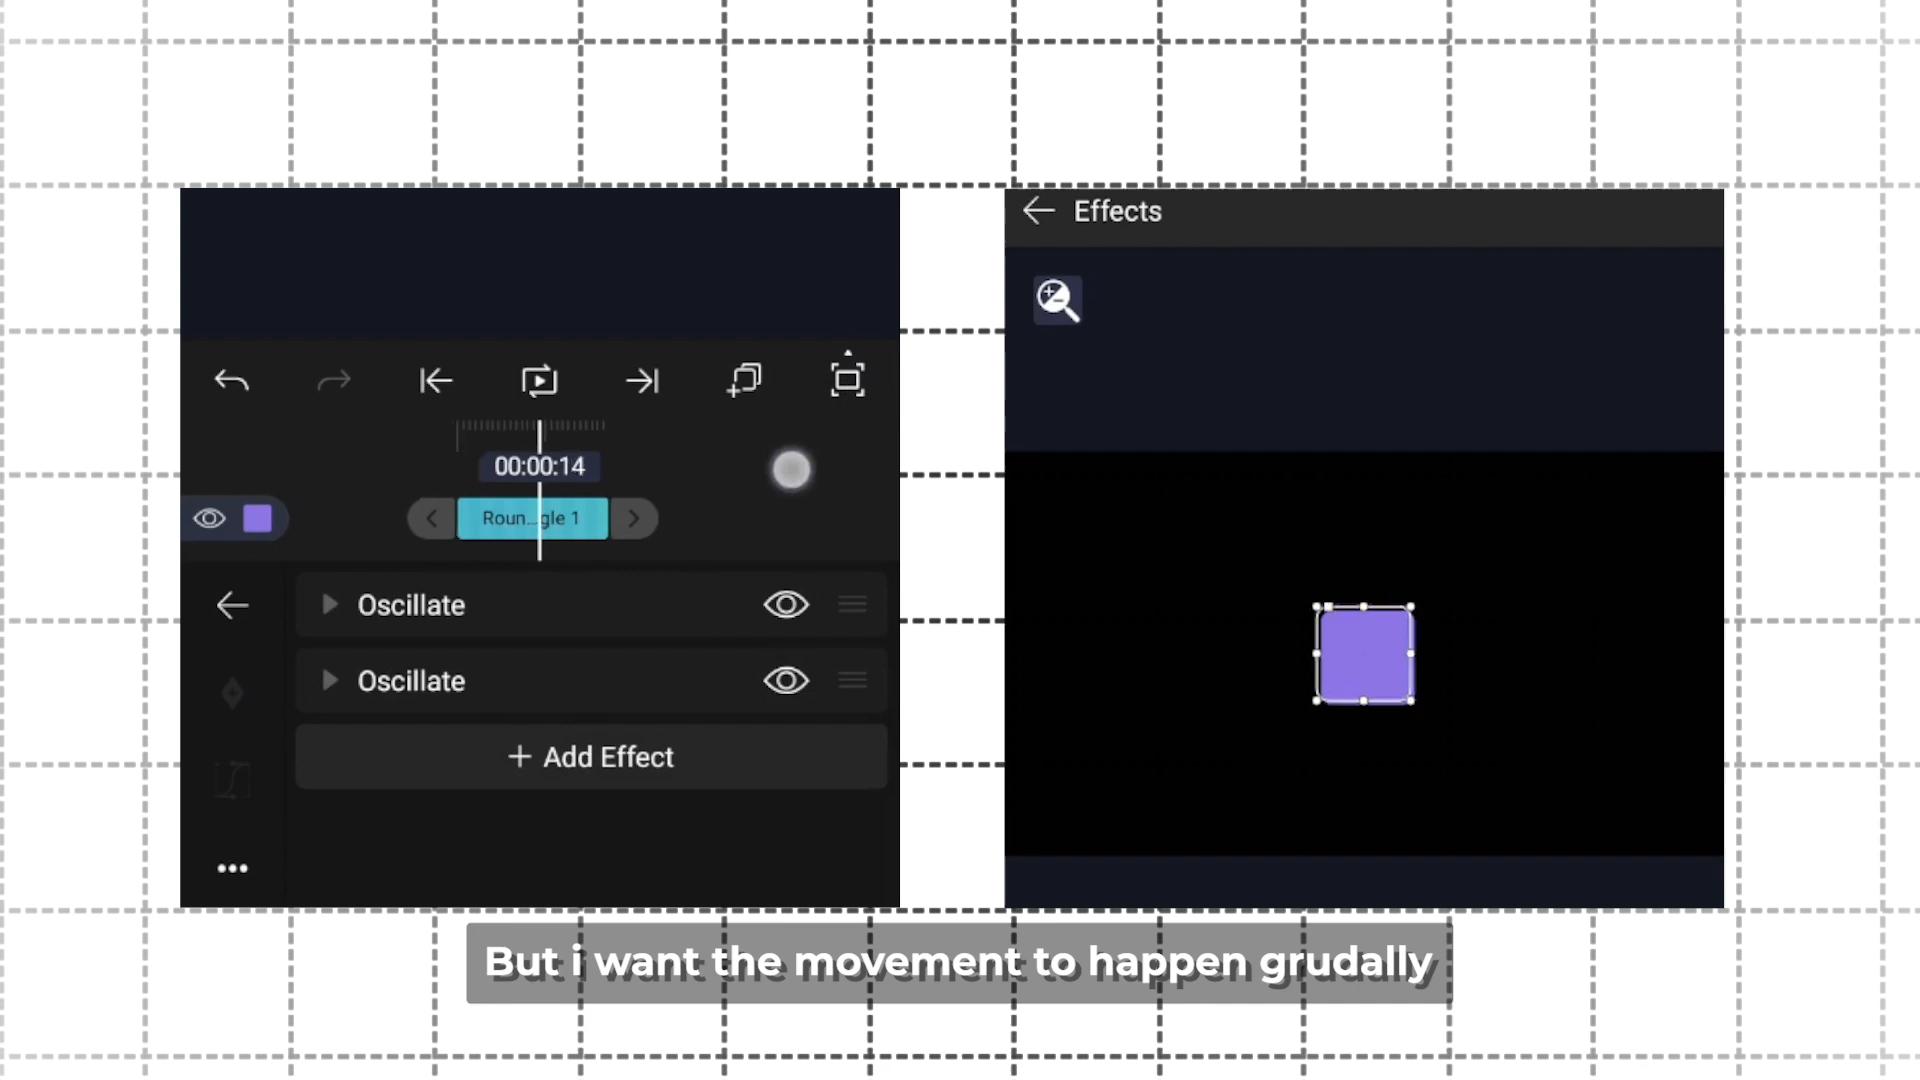 Effects
00:00:14
Roun...gle 1
Oscillate
Oscillate
+ Add Effect
But i want the movement to happen grudally